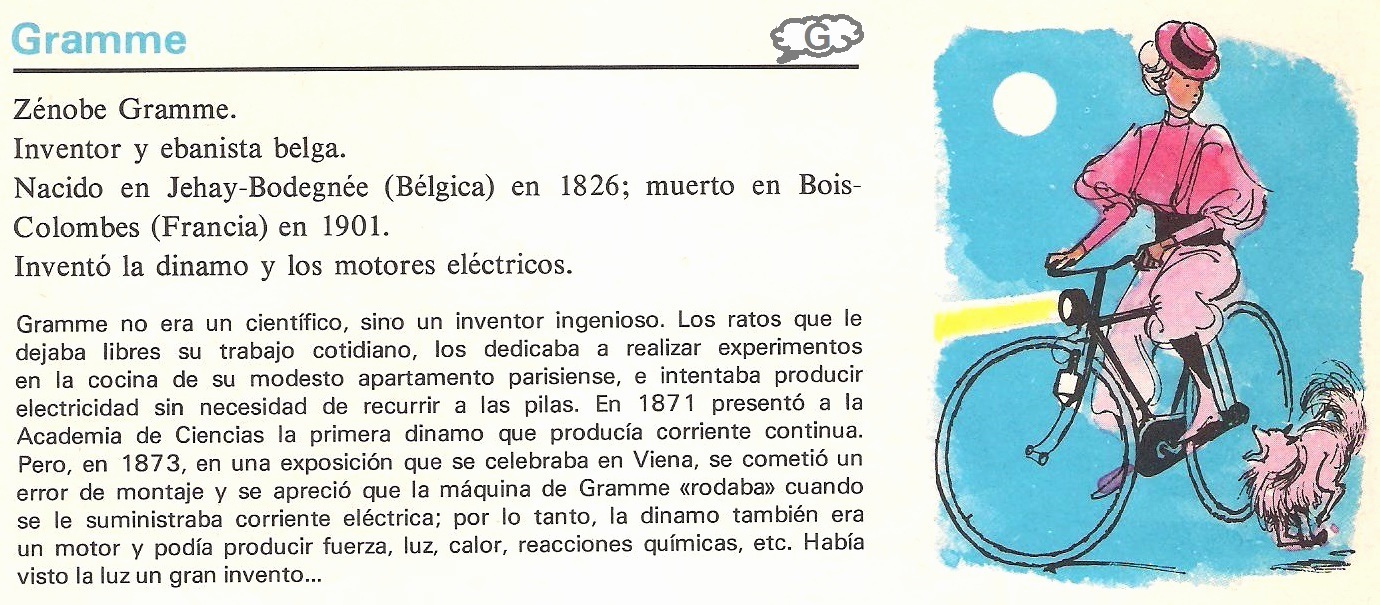 Gramme
G
Zénobe Gramme.
Inventor y ebanista belga.
Nacido en Jehay-Bodegnée (Bélgica) en 1826; muerto en Bois-
Colombes (Francia) en 1901.
Inventó la dinamo y los motores eléctricos.
Gramme no era un científico, sino un inventor ingenioso. Los ratos que le
dejaba libres su trabajo cotidiano, los dedicaba a realizar experimentos
en la cocina de su modesto apartamento parisiense, e intentaba producir
electricidad sin necesidad de recurrir a las pilas. En 1871 presentó a la
Academia de Ciencias la primera dinamo que producía corriente continua.
Pero, en 1873, en una exposición que se celebraba en Viena, se cometió un
error de montaje y se apreció que la máquina de Gramme «rodaba» cuando
se le suministraba corriente eléctrica; por lo tanto, la dinamo también era
un motor y podía producir fuerza, luz, calor, reacciones químicas, etc. Había
visto la luz un gran invento...